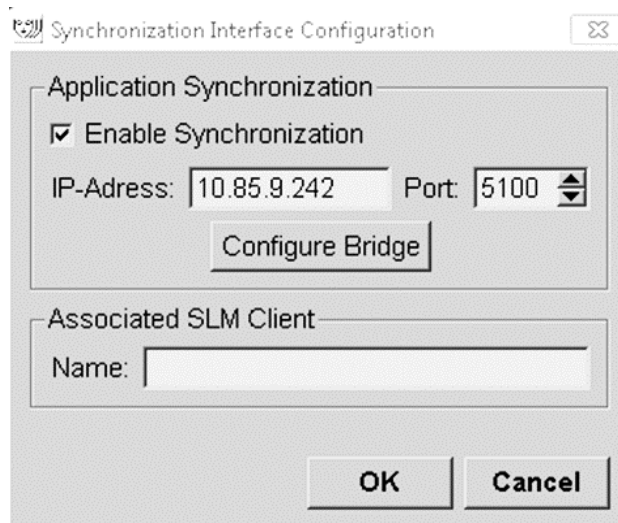 Synchronization Interface Configuration
Application Synchronization
Enable Synchronization
IP-Adress: 10.85.9.242 Port: 5100
Configure Bridge
Associated SLM Client
Name:
OK Cancel